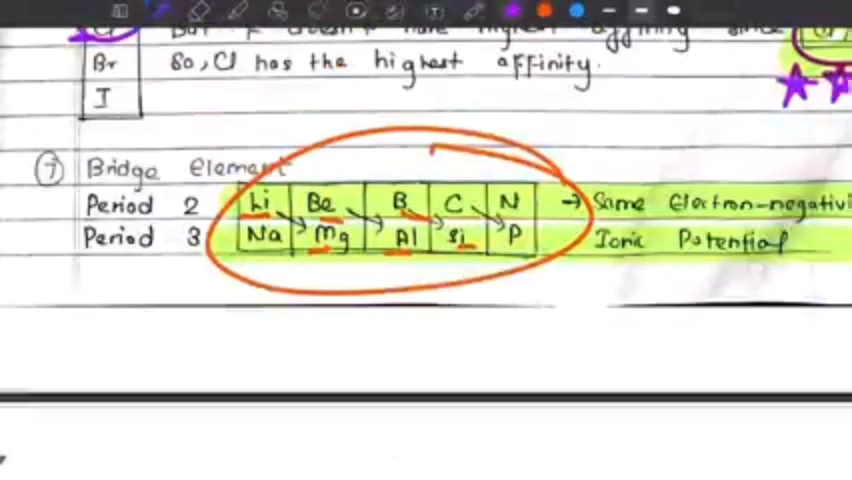 Br So, Cl has the highest affinity.
I
⑦ Bridge Element
Period 2 Li Be B C N → Same Electron-negativi
Period 3 Na Mg Al Si P Ionic Potential